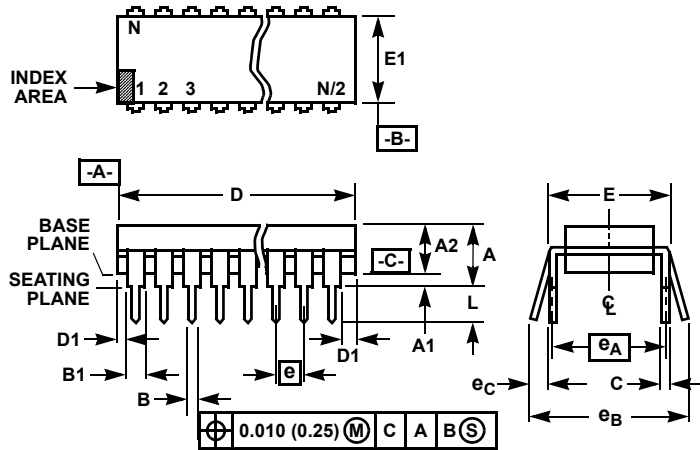 N
INDEX
AREA
1 2 3 N/2
E1
-B-
-A-
D
E
BASE
PLANE
A2
A
-C-
SEATING
PLANE
L
℄
D1
A1
D1
B1
e
eA
B
eC
C
eB
⌖ 0.010 (0.25) Ⓜ C A B Ⓢ